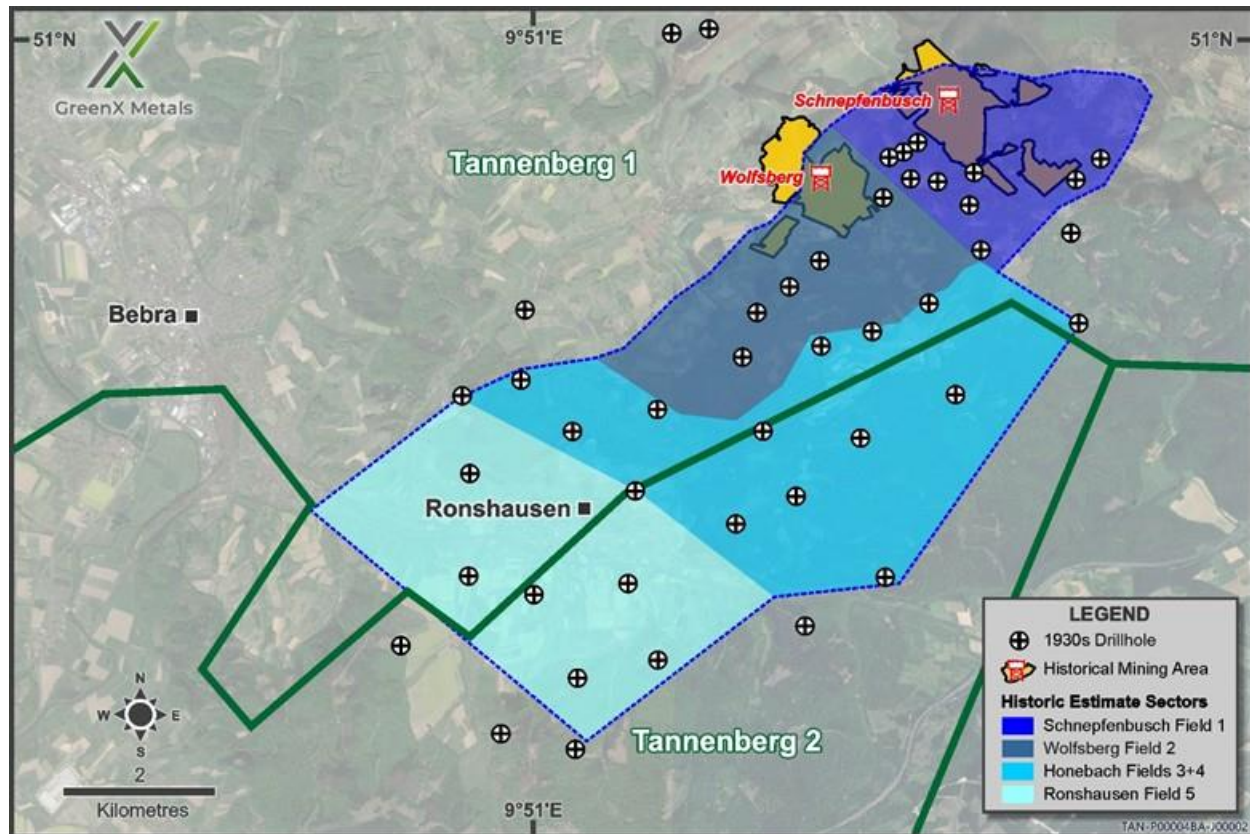 51°N
9°51'E
51°N
GreenX Metals
Schnepfenbusch
Tannenberg 1
Wolfsberg
Bebra
Ronshausen
Tannenberg 2
N
W E
S
2
Kilometres
9°51'E
LEGEND
1930s Drillhole
Historical Mining Area
Historic Estimate Sectors
Schnepfenbusch Field 1
Wolfsberg Field 2
Honebach Fields 3+4
Ronshausen Field 5
TAN-P00004BA-J00002